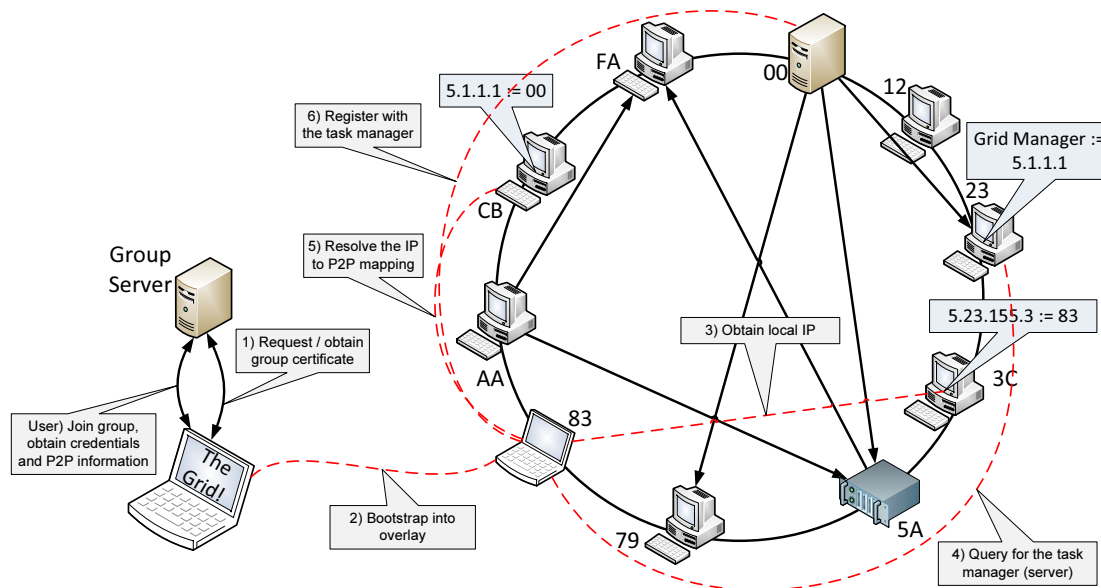 FA
00
12
5.1.1.1 := 00
6) Register with
the task manager
Grid Manager :=
5.1.1.1
23
CB
5) Resolve the IP
to P2P mapping
Group
Server
5.23.155.3 := 83
3) Obtain local IP
1) Request / obtain
group certificate
AA
3C
83
User) Join group,
obtain credentials
and P2P information
The
Grid!
2) Bootstrap into
overlay
79
5A
4) Query for the task
manager (server)